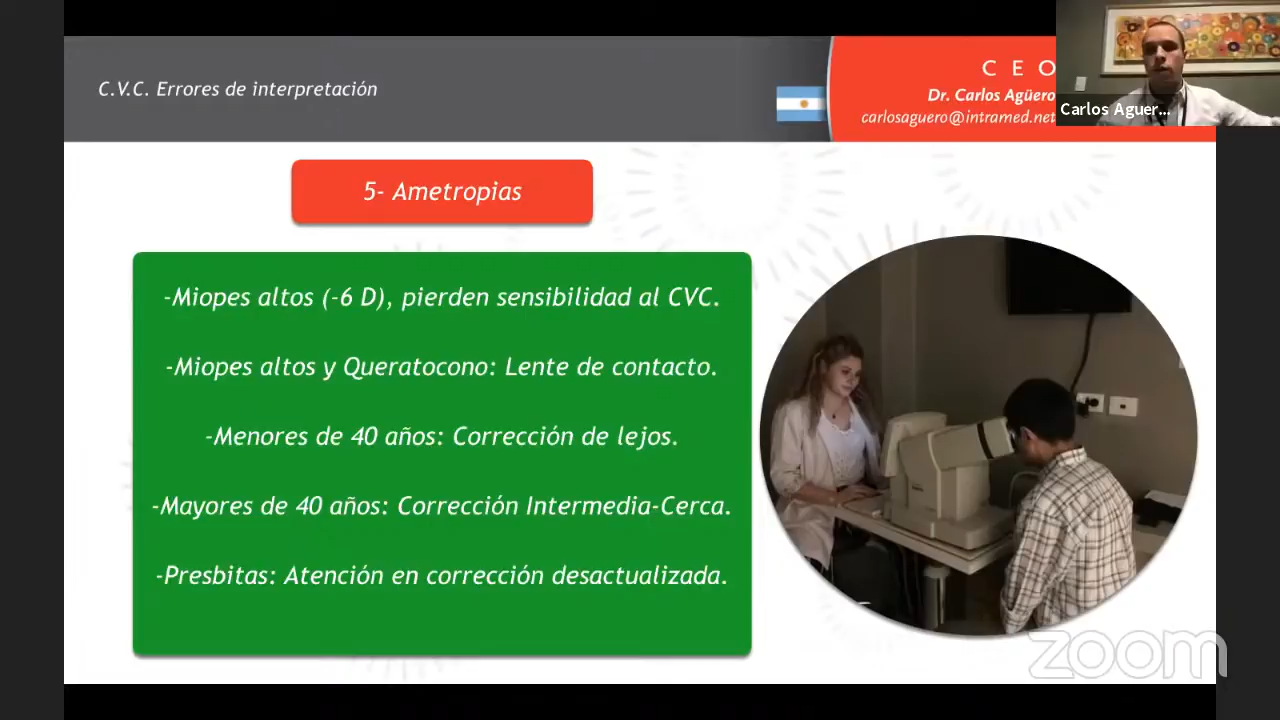 C.V.C. Errores de interpretación
C E O
Dr. Carlos Agüero
carlosaguero@intramed.net
Carlos Aguer...
5- Ametropias
-Miopes altos (-6 D), pierden sensibilidad al CVC.
-Miopes altos y Queratocono: Lente de contacto.
-Menores de 40 años: Corrección de lejos.
-Mayores de 40 años: Corrección Intermedia-Cerca.
-Presbitas: Atención en corrección desactualizada.
zoom